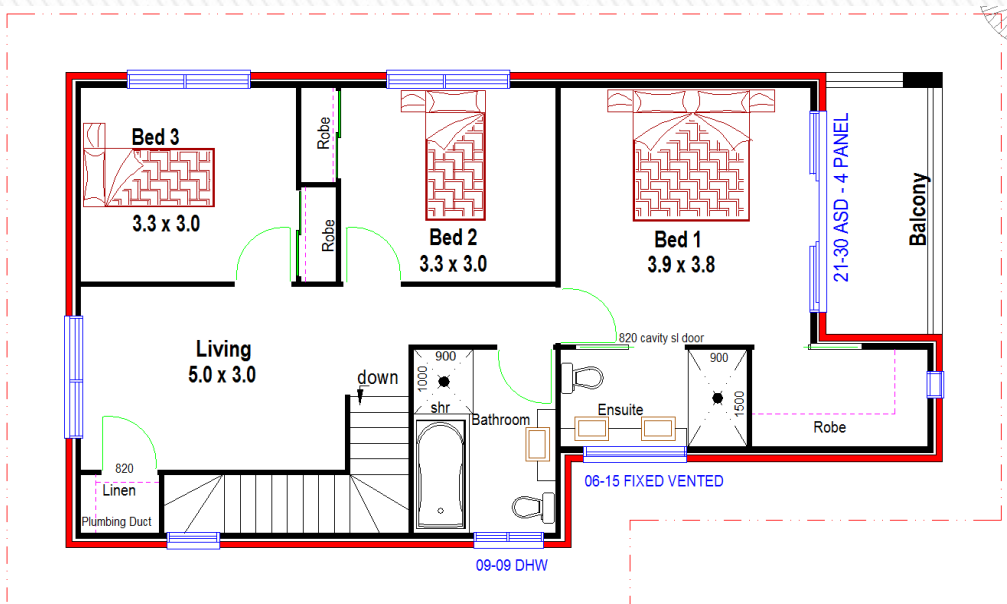 Bed 3
3.3 x 3.0
Robe
Robe
Bed 2
3.3 x 3.0
Bed 1
3.9 x 3.8
21-30 ASD - 4 PANEL
Balcony
Living
5.0 x 3.0
down
820 cavity sl door
900
1000
shr
Bathroom
Ensuite
900
1500
Robe
820
Linen
Plumbing Duct
06-15 FIXED VENTED
09-09 DHW